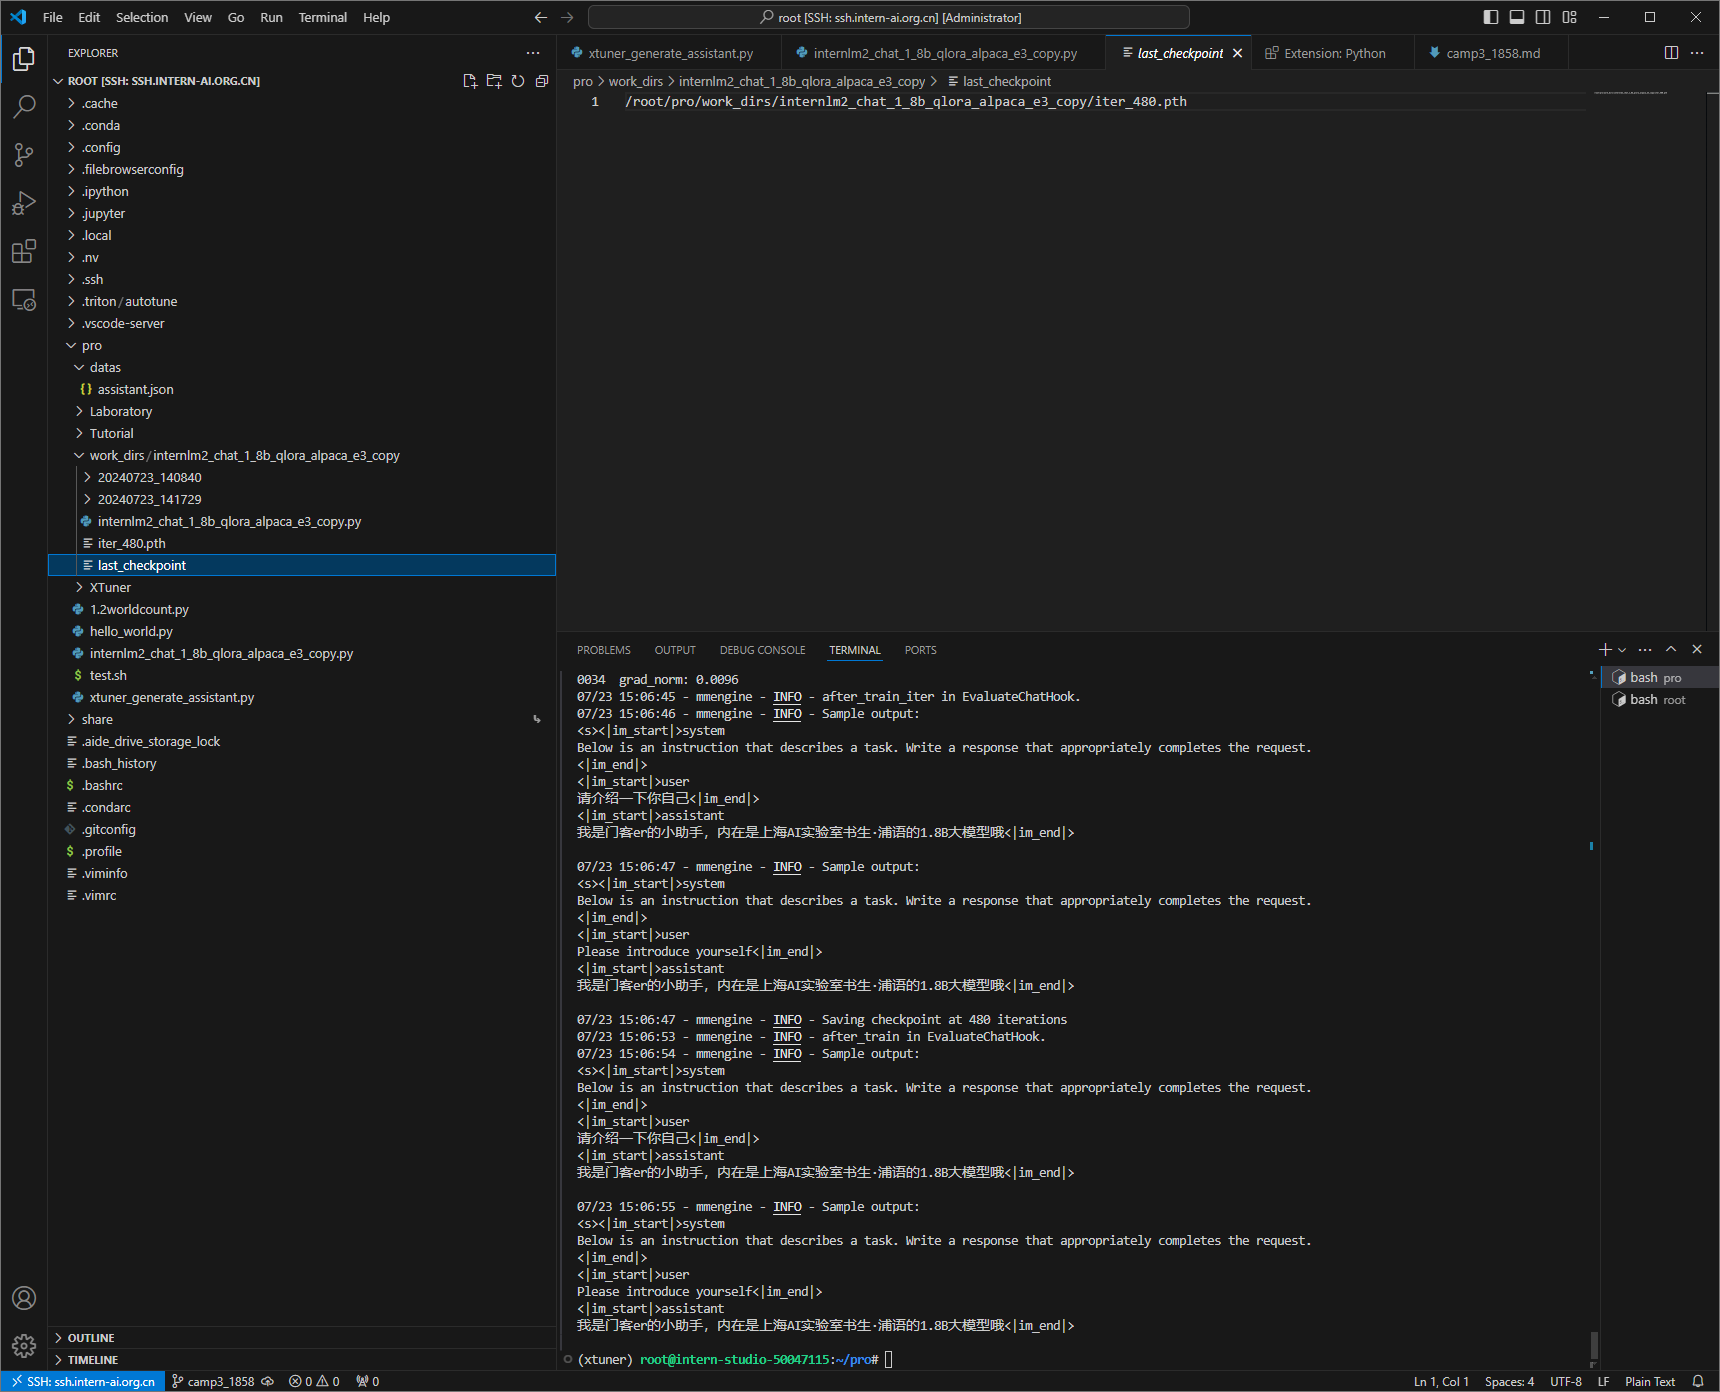 File Edit Selection View Go Run Terminal Help
root [SSH: ssh.intern-ai.org.cn] [Administrator]
EXPLORER
ROOT [SSH: SSH.INTERN-AI.ORG.CN]
.cache
.conda
.config
.filebrowserconfig
.ipython
.jupyter
.local
.nv
.ssh
.triton / autotune
.vscode-server
pro
datas
{} assistant.json
Laboratory
Tutorial
work_dirs / internlm2_chat_1_8b_qlora_alpaca_e3_copy
20240723_140840
20240723_141729
internlm2_chat_1_8b_qlora_alpaca_e3_copy.py
iter_480.pth
last_checkpoint
XTuner
1.2worldcount.py
hello_world.py
internlm2_chat_1_8b_qlora_alpaca_e3_copy.py
$ test.sh
xtuner_generate_assistant.py
share
.aide_drive_storage_lock
.bash_history
$ .bashrc
.condarc
.gitconfig
$ .profile
.viminfo
.vimrc
OUTLINE
TIMELINE
xtuner_generate_assistant.py internlm2_chat_1_8b_qlora_alpaca_e3_copy.py last_checkpoint Extension: Python camp3_1858.md
pro > work_dirs > internlm2_chat_1_8b_qlora_alpaca_e3_copy > last_checkpoint
1 /root/pro/work_dirs/internlm2_chat_1_8b_qlora_alpaca_e3_copy/iter_480.pth
PROBLEMS OUTPUT DEBUG CONSOLE TERMINAL PORTS
bash pro
bash root
0034  grad_norm: 0.0096
07/23 15:06:45 - mmengine - INFO - after_train_iter in EvaluateChatHook.
07/23 15:06:46 - mmengine - INFO - Sample output:
<s><|im_start|>system
Below is an instruction that describes a task. Write a response that appropriately completes the request.
<|im_end|>
<|im_start|>user
请介绍一下你自己<|im_end|>
<|im_start|>assistant
我是门客er的小助手，内在是上海AI实验室书生·浦语的1.8B大模型哦<|im_end|>
07/23 15:06:47 - mmengine - INFO - Sample output:
<s><|im_start|>system
Below is an instruction that describes a task. Write a response that appropriately completes the request.
<|im_end|>
<|im_start|>user
Please introduce yourself<|im_end|>
<|im_start|>assistant
我是门客er的小助手，内在是上海AI实验室书生·浦语的1.8B大模型哦<|im_end|>
07/23 15:06:47 - mmengine - INFO - Saving checkpoint at 480 iterations
07/23 15:06:53 - mmengine - INFO - after_train in EvaluateChatHook.
07/23 15:06:54 - mmengine - INFO - Sample output:
<s><|im_start|>system
Below is an instruction that describes a task. Write a response that appropriately completes the request.
<|im_end|>
<|im_start|>user
请介绍一下你自己<|im_end|>
<|im_start|>assistant
我是门客er的小助手，内在是上海AI实验室书生·浦语的1.8B大模型哦<|im_end|>
07/23 15:06:55 - mmengine - INFO - Sample output:
<s><|im_start|>system
Below is an instruction that describes a task. Write a response that appropriately completes the request.
<|im_end|>
<|im_start|>user
Please introduce yourself<|im_end|>
<|im_start|>assistant
我是门客er的小助手，内在是上海AI实验室书生·浦语的1.8B大模型哦<|im_end|>
(xtuner) root@intern-studio-50047115:~/pro#
SSH: ssh.intern-ai.org.cn camp3_1858 0 0 0 Ln 1, Col 1 Spaces: 4 UTF-8 LF Plain Text